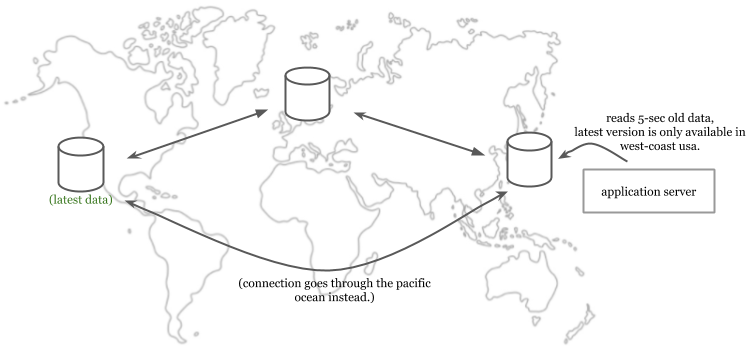 reads 5-sec old data,
latest version is only available in
west-coast usa.
application server
(latest data)
(connection goes through the pacific
ocean instead.)